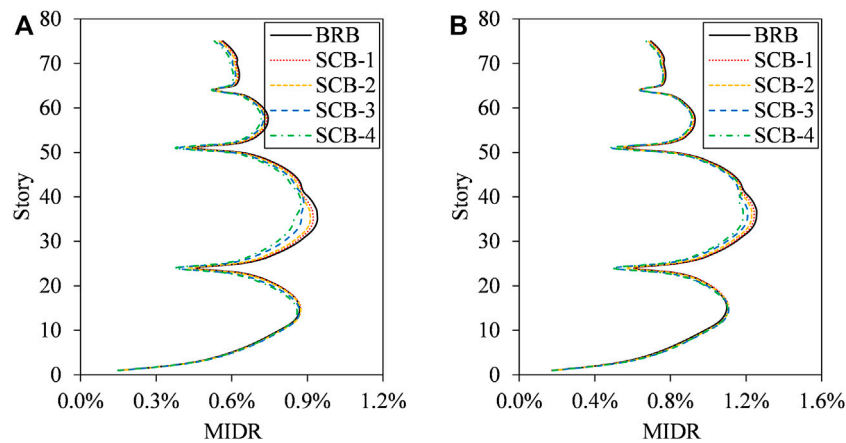 A
80
70
60
50
40
30
20
10
0
Story
BRB
SCB-1
SCB-2
SCB-3
SCB-4
0.0% 0.3% 0.6% 0.9% 1.2%
MIDR
B
80
70
60
50
40
30
20
10
0
Story
BRB
SCB-1
SCB-2
SCB-3
SCB-4
0.0% 0.4% 0.8% 1.2% 1.6%
MIDR